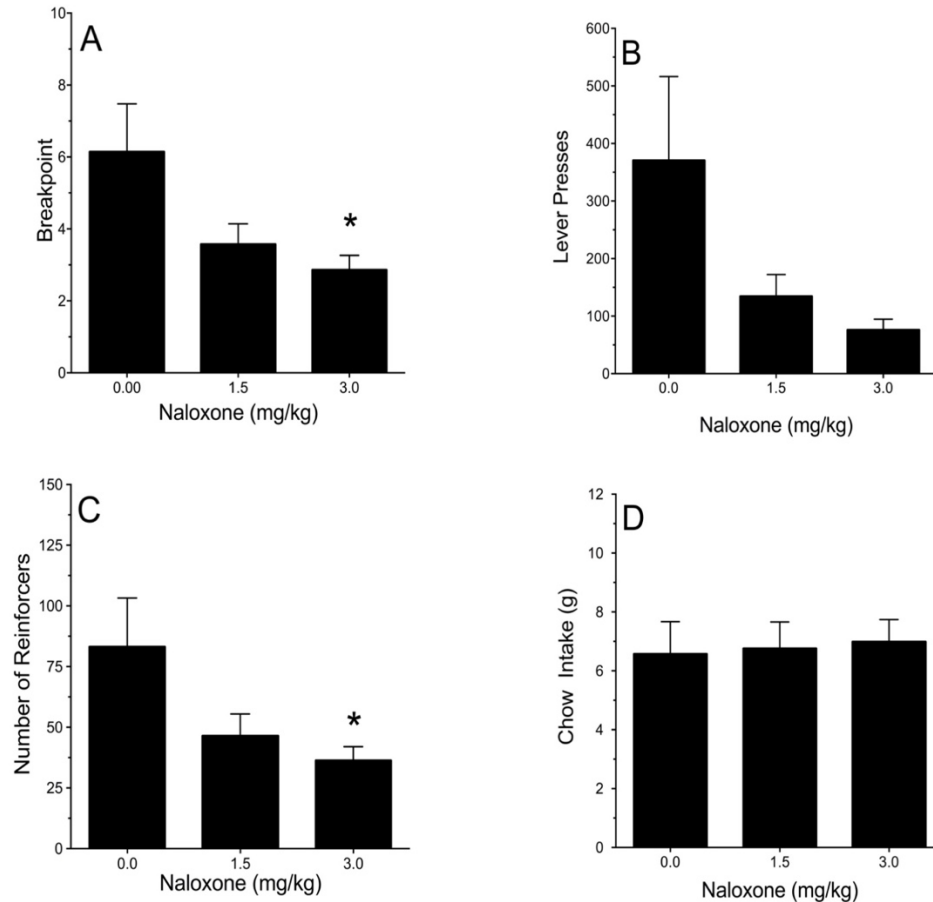 A
10
8
6
4
2
0
Breakpoint
*
0.00 1.5 3.0
Naloxone (mg/kg)
B
600
500
400
300
200
100
0
Lever Presses
0.0 1.5 3.0
Naloxone (mg/kg)
C
150
125
100
75
50
25
0
Number of Reinforcers
*
0.0 1.5 3.0
Naloxone (mg/kg)
D
12
10
8
6
4
2
0
Chow Intake (g)
0.0 1.5 3.0
Naloxone (mg/kg)